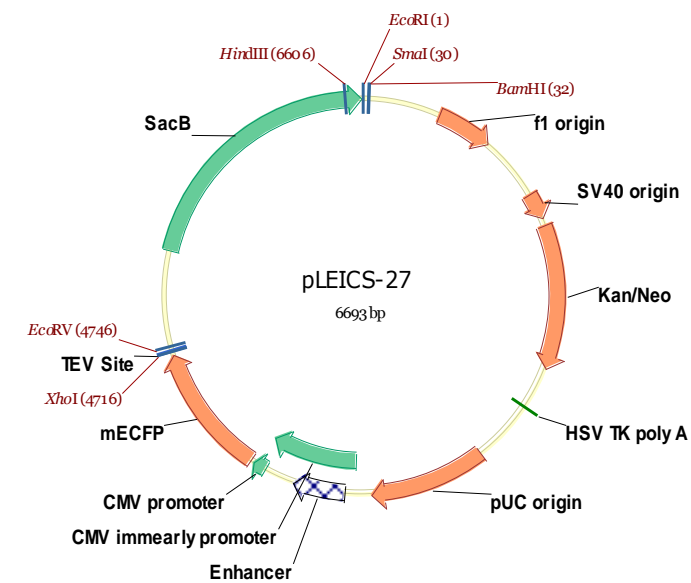 EcoRI (1)
HindIII (6606)
SmaI (30)
BamHI (32)
SacB
f1 origin
SV40 origin
pLEICS-27
6693 bp
Kan/Neo
EcoRV (4746)
TEV Site
XhoI (4716)
mECFP
HSV TK poly A
CMV promoter
pUC origin
CMV immearly promoter
Enhancer